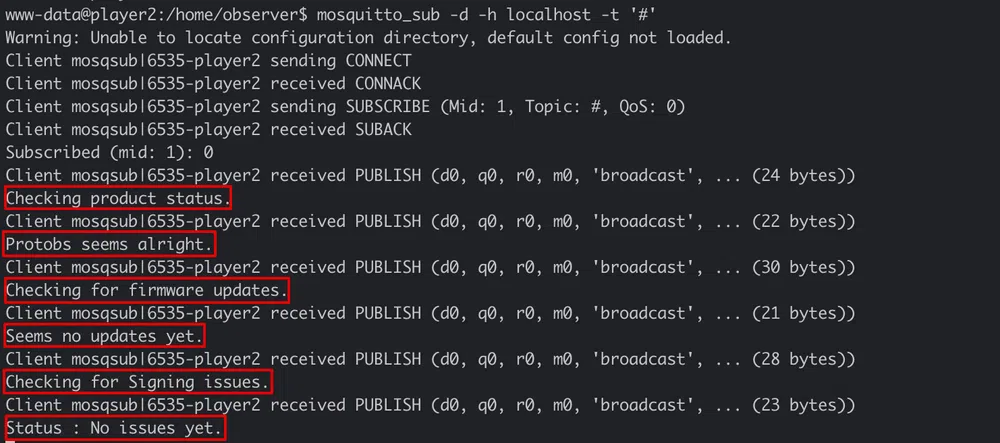 www-data@player2:/home/observer$ mosquitto_sub -d -h localhost -t '#'
Warning: Unable to locate configuration directory, default config not loaded.
Client mosqsub|6535-player2 sending CONNECT
Client mosqsub|6535-player2 received CONNACK
Client mosqsub|6535-player2 sending SUBSCRIBE (Mid: 1, Topic: #, QoS: 0)
Client mosqsub|6535-player2 received SUBACK
Subscribed (mid: 1): 0
Client mosqsub|6535-player2 received PUBLISH (d0, q0, r0, m0, 'broadcast', ... (24 bytes))
Checking product status.
Client mosqsub|6535-player2 received PUBLISH (d0, q0, r0, m0, 'broadcast', ... (22 bytes))
Protobs seems alright.
Client mosqsub|6535-player2 received PUBLISH (d0, q0, r0, m0, 'broadcast', ... (30 bytes))
Checking for firmware updates.
Client mosqsub|6535-player2 received PUBLISH (d0, q0, r0, m0, 'broadcast', ... (21 bytes))
Seems no updates yet.
Client mosqsub|6535-player2 received PUBLISH (d0, q0, r0, m0, 'broadcast', ... (28 bytes))
Checking for Signing issues.
Client mosqsub|6535-player2 received PUBLISH (d0, q0, r0, m0, 'broadcast', ... (23 bytes))
Status : No issues yet.